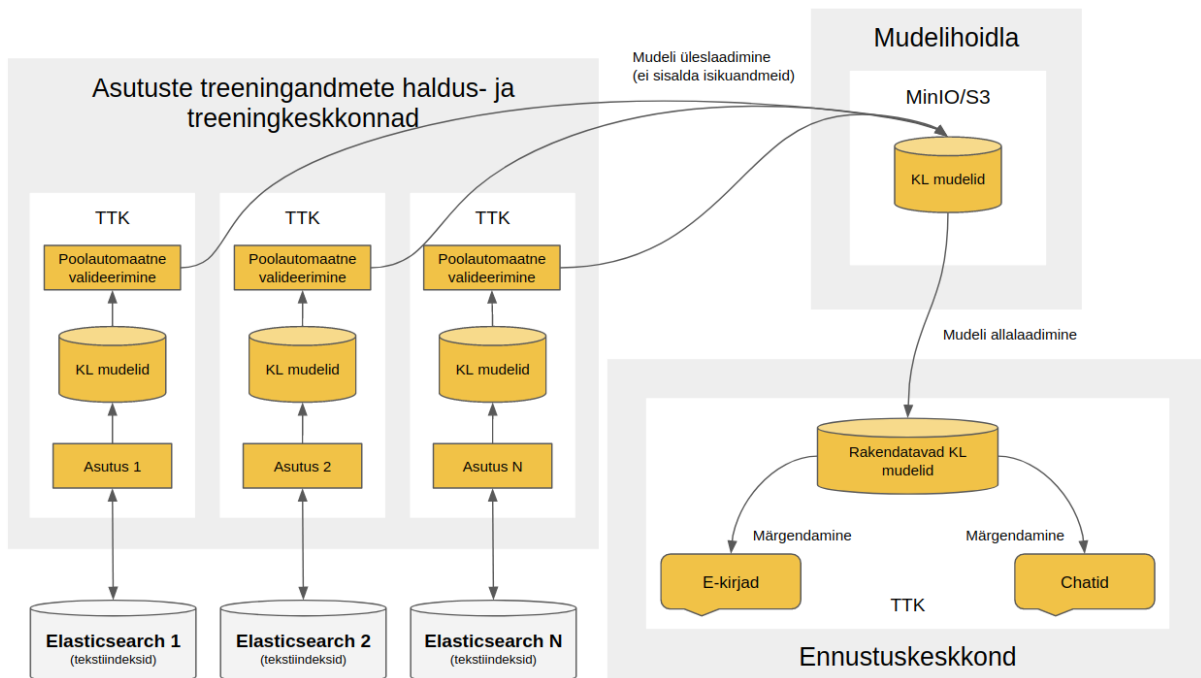 Mudelihoidla
Mudeli üleslaadimine
(ei sisalda isikuandmeid)
Asutuste treeningandmete haldus- ja
treeningkeskkonnad
MinIO/S3
KL mudelid
TTK
TTK
TTK
Poolautomaatne
valideerimine
Poolautomaatne
valideerimine
Poolautomaatne
valideerimine
KL mudelid
KL mudelid
KL mudelid
Asutus 1
Asutus 2
Asutus N
Elasticsearch 1
(tekstiindeksid)
Elasticsearch 2
(tekstiindeksid)
Elasticsearch N
(tekstiindeksid)
Mudeli allalaadimine
Rakendatavad KL
mudelid
Märgendamine
Märgendamine
E-kirjad
Chatid
TTK
Ennustuskeskkond